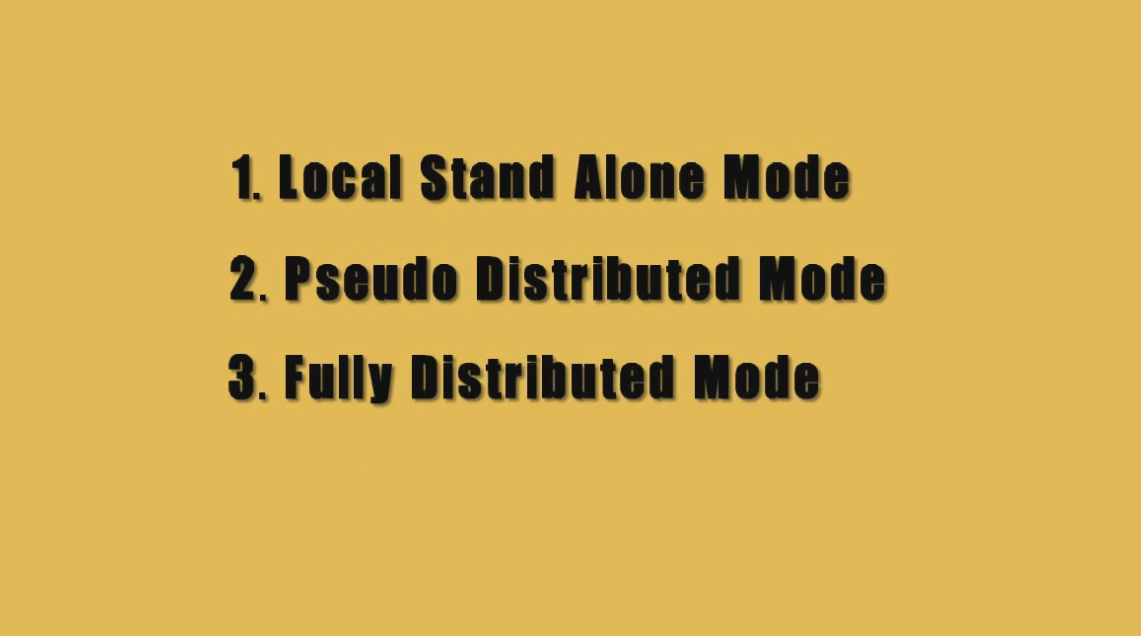 1. Local Stand Alone Mode
2. Pseudo Distributed Mode
3. Fully Distributed Mode